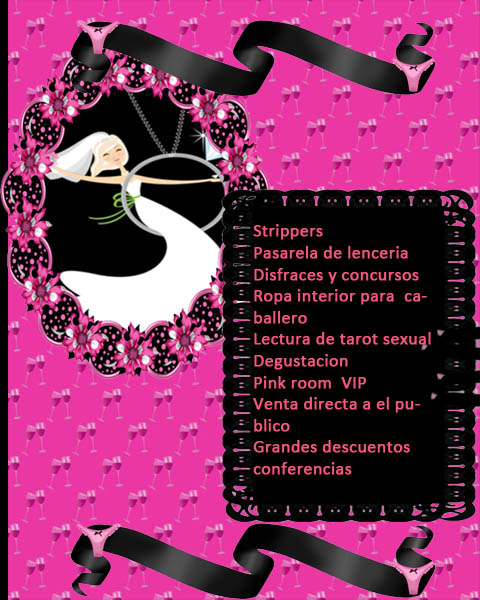 Strippers
Pasarela de lenceria
Disfraces y concursos
Ropa interior para  ca-
ballero
Lectura de tarot sexual
Degustacion
Pink room  VIP
Venta directa a el pu-
blico
Grandes descuentos
conferencias